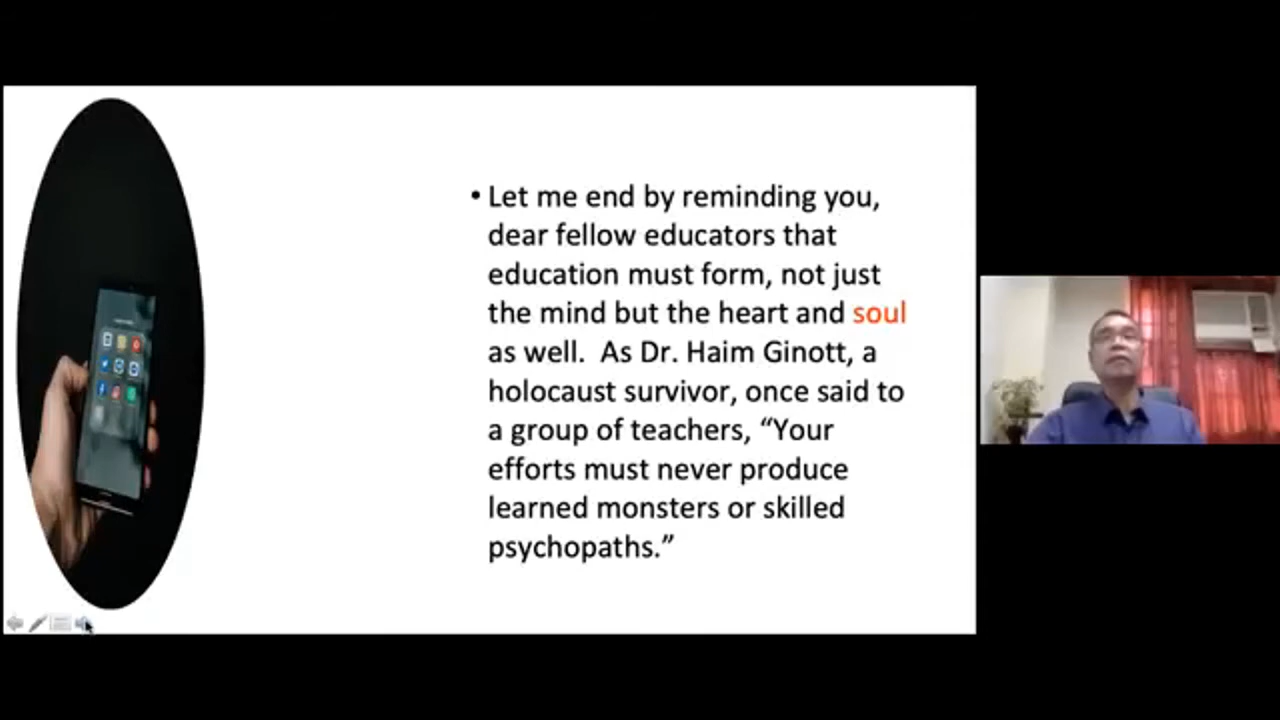 • Let me end by reminding you,
dear fellow educators that
education must form, not just
the mind but the heart and soul
as well.  As Dr. Haim Ginott, a
holocaust survivor, once said to
a group of teachers, “Your
efforts must never produce
learned monsters or skilled
psychopaths.”